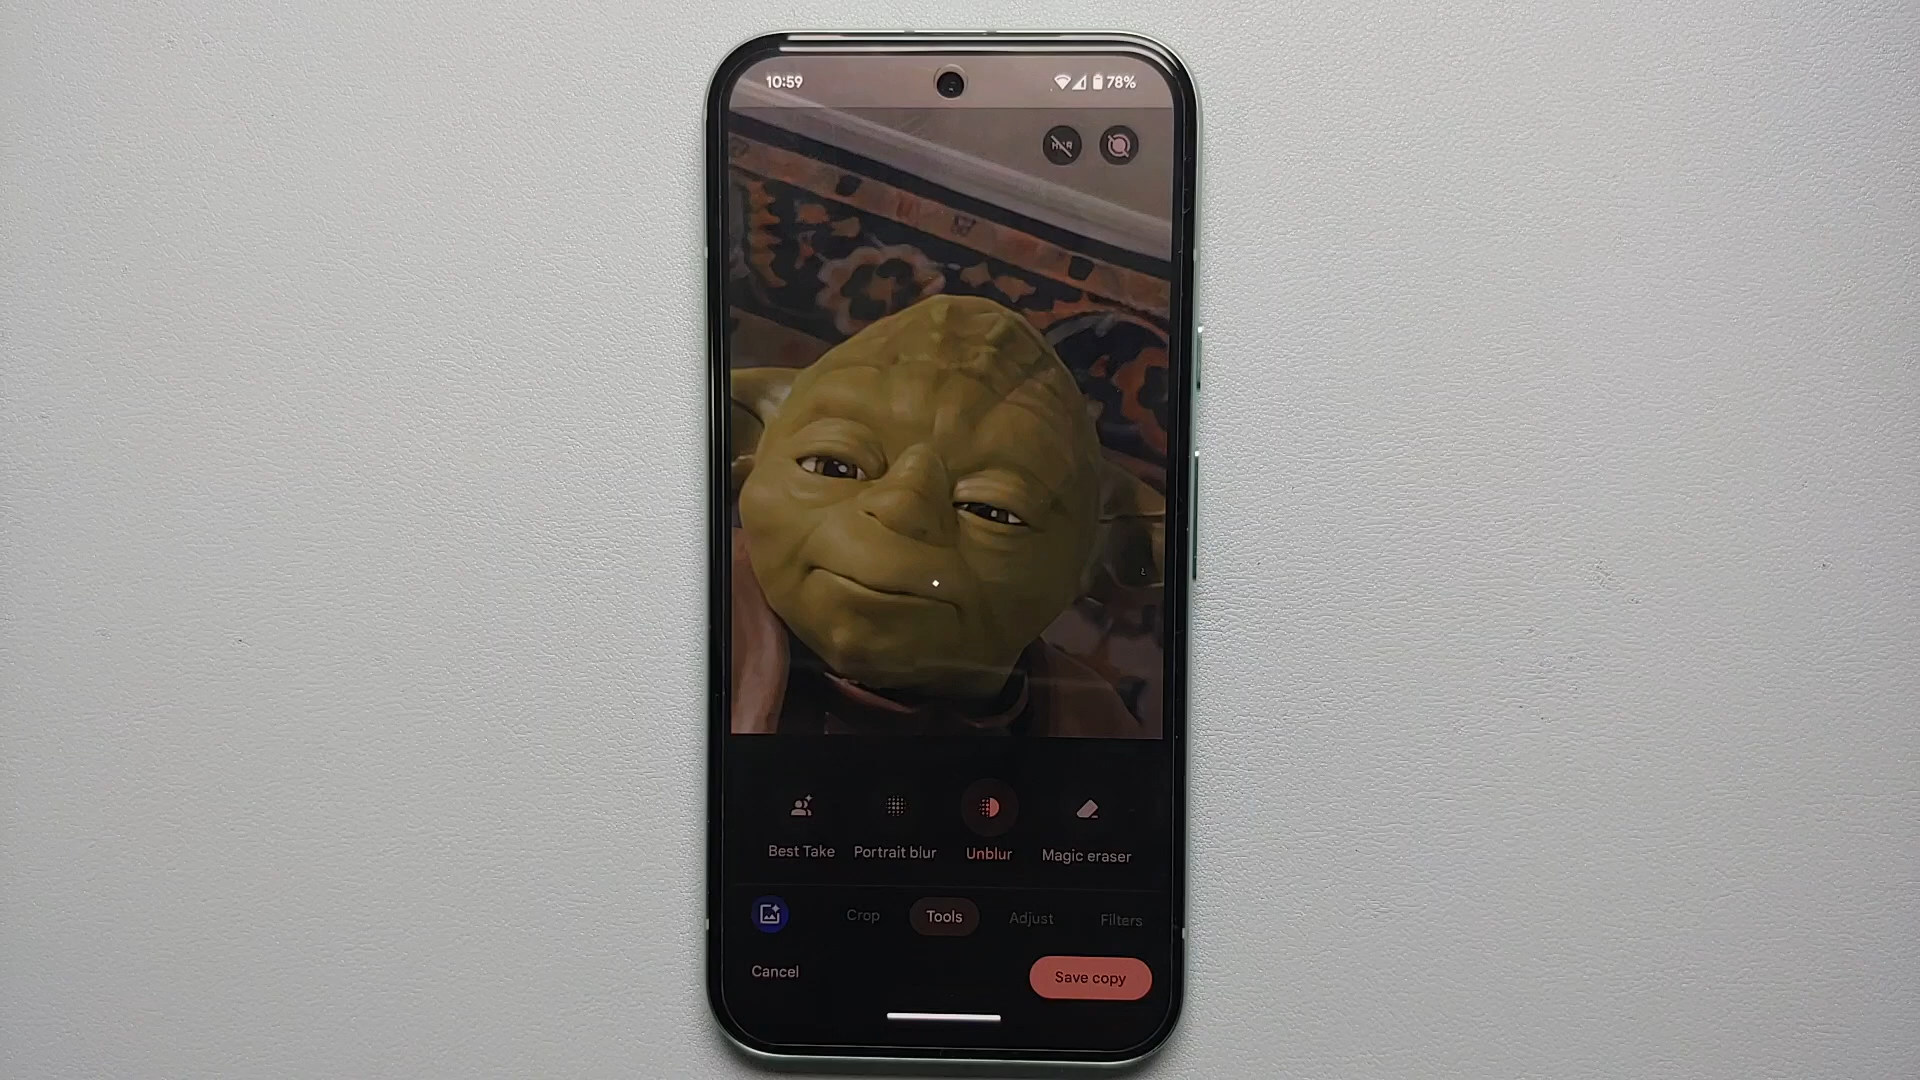 10:59 78%
Best Take Portrait blur Unblur Magic eraser
Crop Tools Adjust Filters
Cancel Save copy